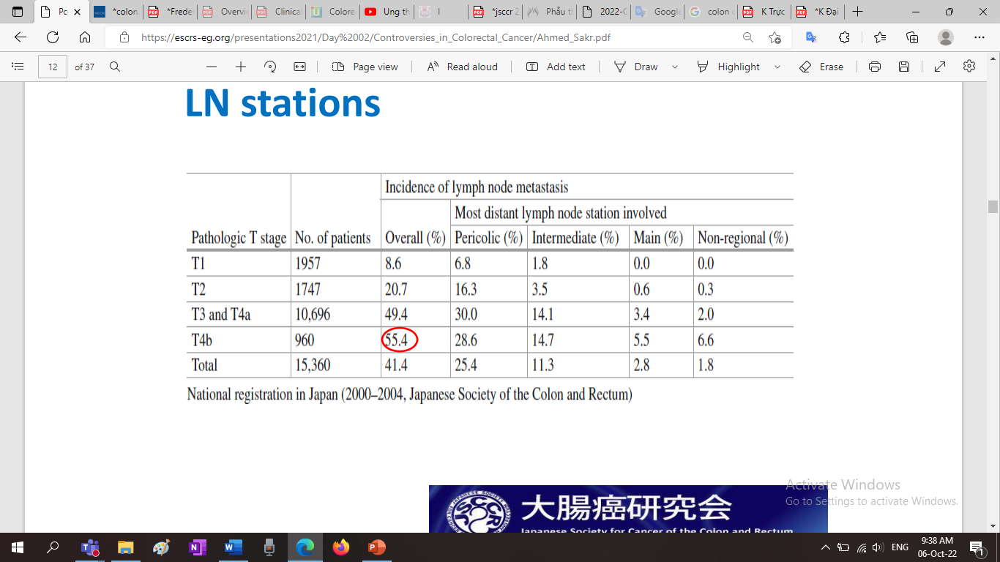 Pc
*colon.
*Frede
Overvie
Clinica
Colore
Ung th
I
*jsccr 2
Phẫu t
2022-C
Google
colon c
K Trực
*K Đại
https://escrs-eg.org/presentations2021/Day%2002/Controversies_in_Colorectal_Cancer/Ahmed_Sakr.pdf
12 of 37 Page view Read aloud Add text Draw Highlight Erase
LN stations
Incidence of lymph node metastasis
Most distant lymph node station involved
Pathologic T stage No. of patients Overall (%) Pericolic (%) Intermediate (%) Main (%) Non-regional (%)
T1 1957 8.6 6.8 1.8 0.0 0.0
T2 1747 20.7 16.3 3.5 0.6 0.3
T3 and T4a 10,696 49.4 30.0 14.1 3.4 2.0
T4b 960 55.4 28.6 14.7 5.5 6.6
Total 15,360 41.4 25.4 11.3 2.8 1.8
National registration in Japan (2000–2004, Japanese Society of the Colon and Rectum)
大腸癌研究会
Japanese Society for Cancer of the Colon and Rectum
Activate Windows
Go to Settings to activate Windows.
ENG
9:38 AM
06-Oct-22
1